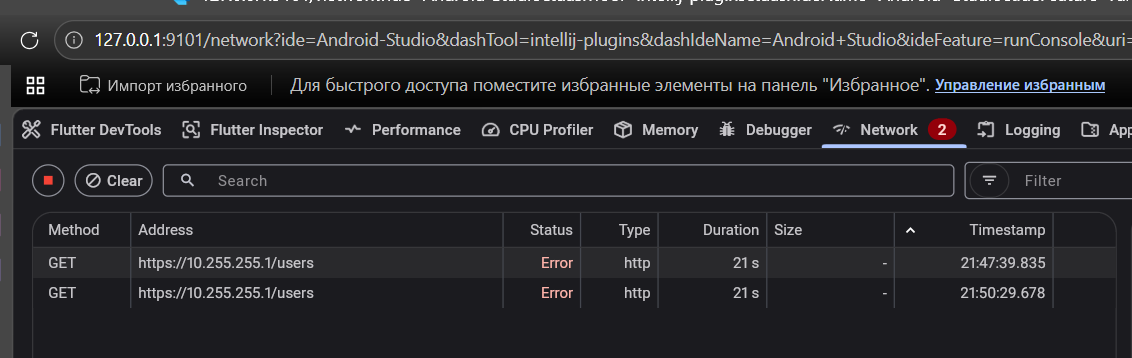 127.0.0.1:9101/network?ide=Android-Studio&dashTool=intellij-plugins&dashIdeName=Android+Studio&ideFeature=runConsole&uri=
Импорт избранного Для быстрого доступа поместите избранные элементы на панель "Избранное". Управление избранным
Flutter DevTools Flutter Inspector Performance CPU Profiler Memory Debugger Network 2 Logging App
Clear Search Filter
Method Address Status Type Duration Size Timestamp
GET https://10.255.255.1/users Error http 21 s - 21:47:39.835
GET https://10.255.255.1/users Error http 21 s - 21:50:29.678